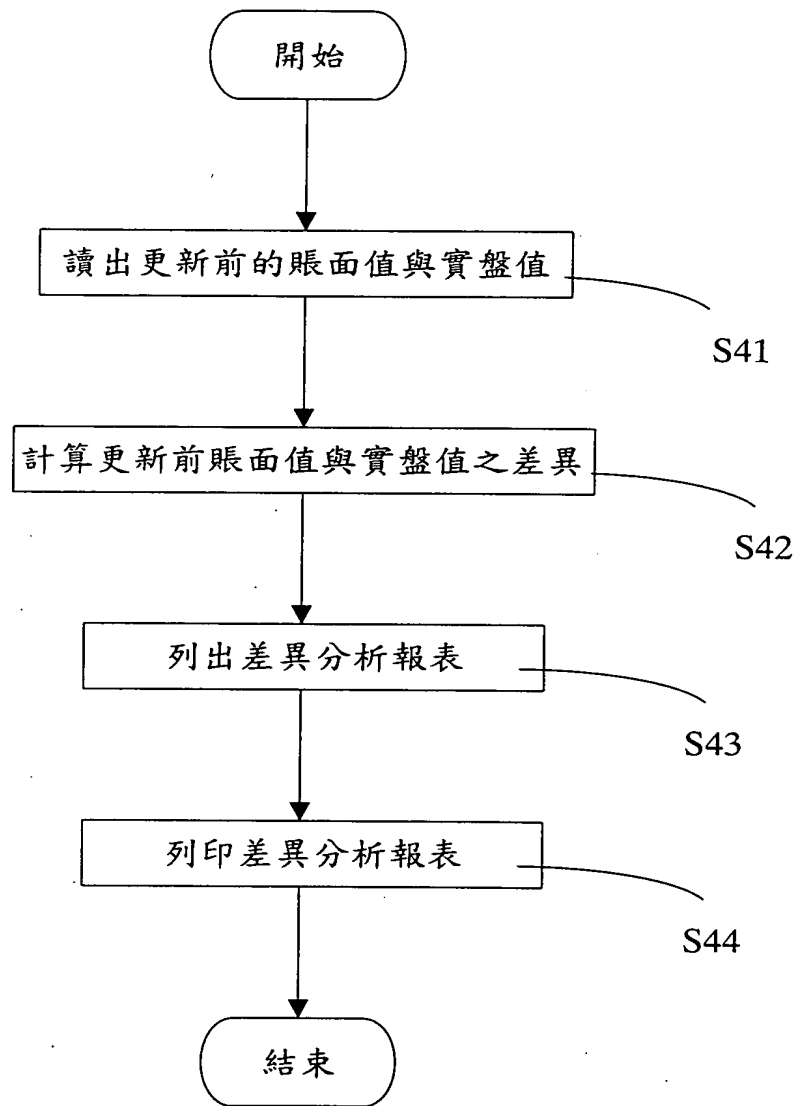 開始
讀出更新前的賬面值與實盤值
S41
計算更新前賬面值與實盤值之差異
S42
列出差異分析報表
S43
列印差異分析報表
S44
結束